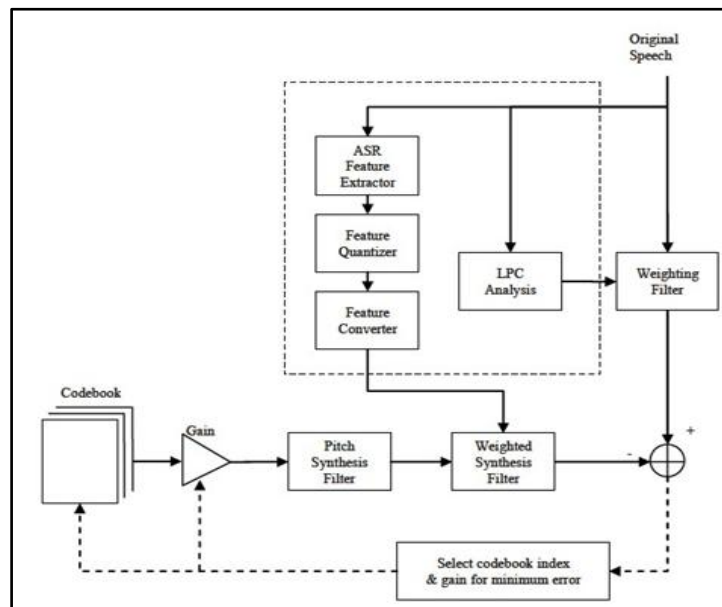 Original
Speech
ASR
Feature
Extractor
Feature
Quantizer
Feature
Converter
LPC
Analysis
Weighting
Filter
Codebook
Gain
Pitch
Synthesis
Filter
Weighted
Synthesis
Filter
+
-
Select codebook index
& gain for minimum error